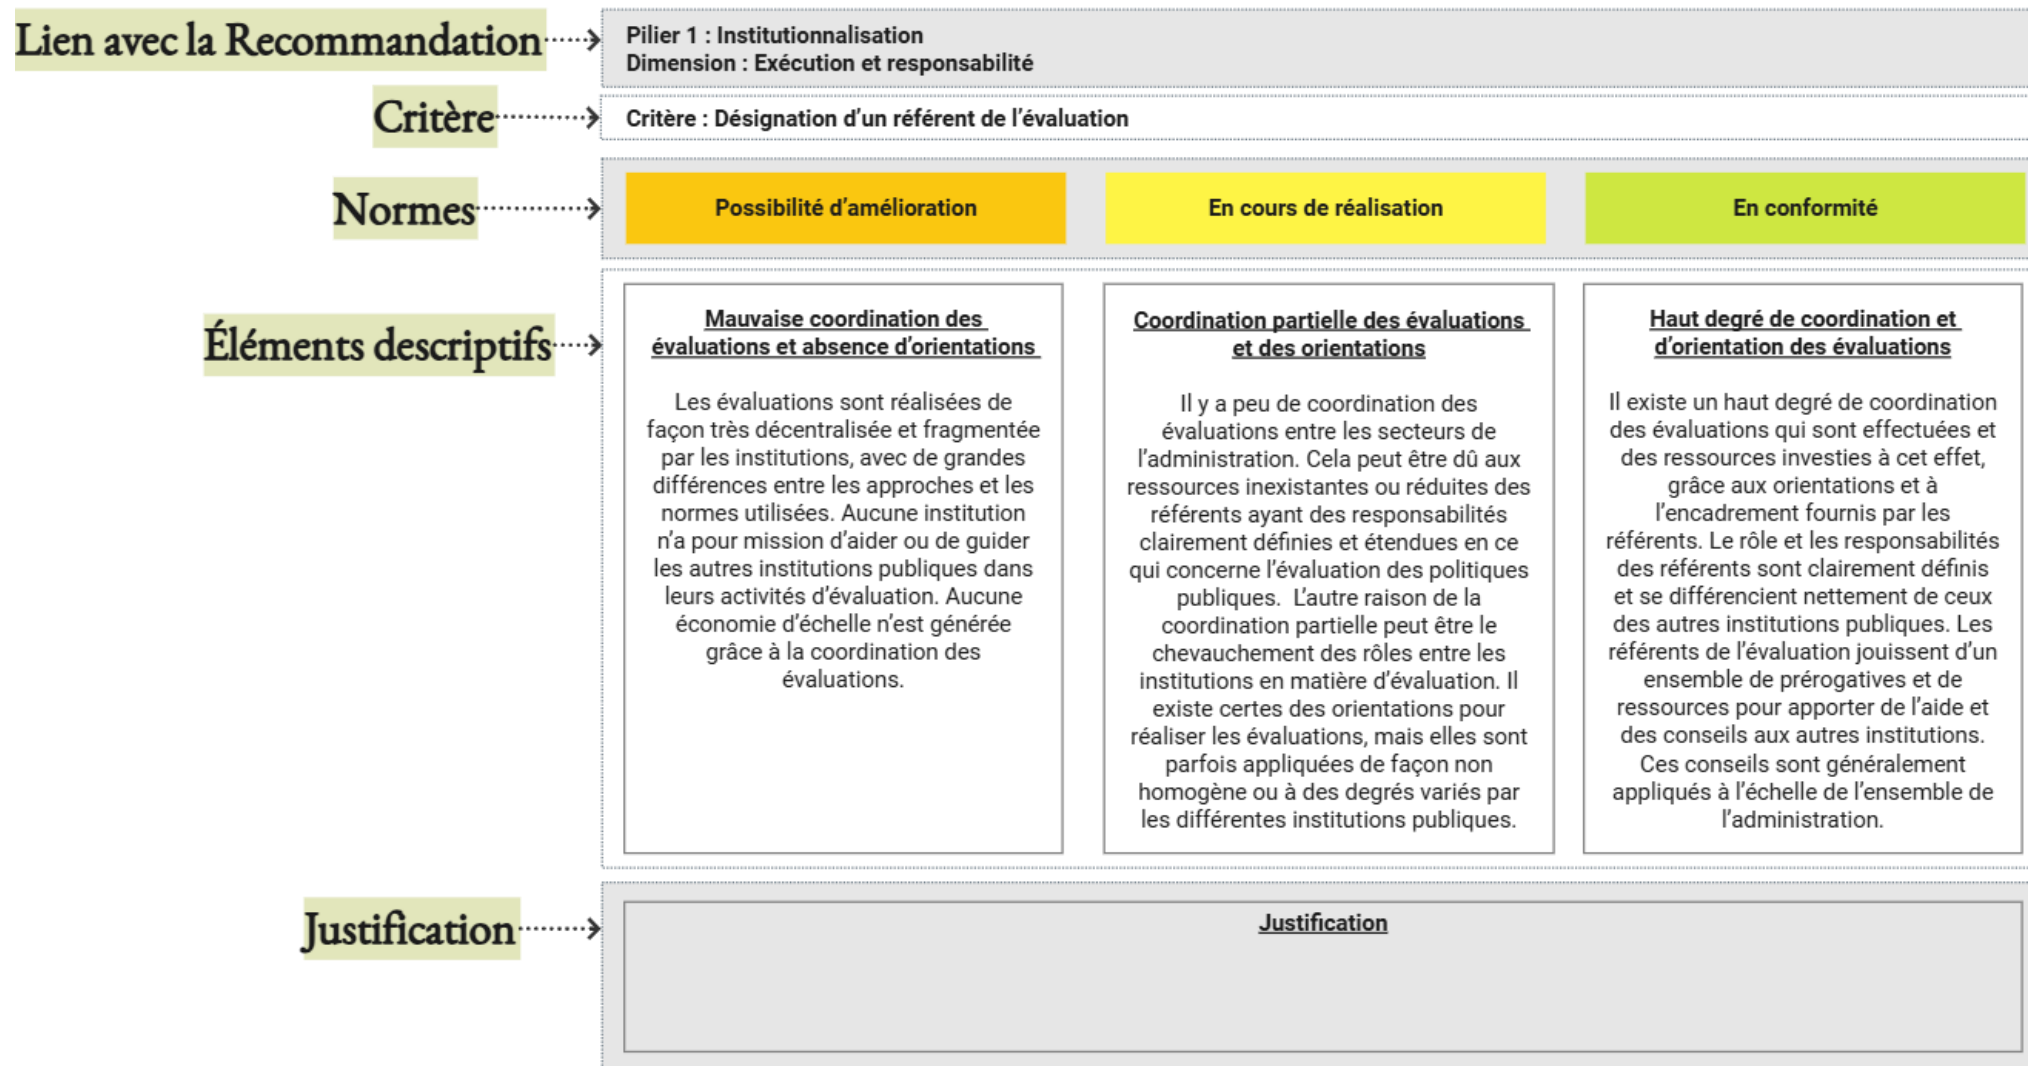 Lien avec la Recommandation
Pilier 1 : Institutionnalisation
Dimension : Exécution et responsabilité
Critère
Critère : Désignation d’un référent de l’évaluation
Normes
Possibilité d’amélioration
En cours de réalisation
En conformité
Éléments descriptifs
Mauvaise coordination des
évaluations et absence d’orientations
Les évaluations sont réalisées de
façon très décentralisée et fragmentée
par les institutions, avec de grandes
différences entre les approches et les
normes utilisées. Aucune institution
n’a pour mission d’aider ou de guider
les autres institutions publiques dans
leurs activités d’évaluation. Aucune
économie d’échelle n’est générée
grâce à la coordination des
évaluations.
Coordination partielle des évaluations
et des orientations
Il y a peu de coordination des
évaluations entre les secteurs de
l’administration. Cela peut être dû aux
ressources inexistantes ou réduites des
référents ayant des responsabilités
clairement définies et étendues en ce
qui concerne l’évaluation des politiques
publiques. L’autre raison de la
coordination partielle peut être le
chevauchement des rôles entre les
institutions en matière d’évaluation. Il
existe certes des orientations pour
réaliser les évaluations, mais elles sont
parfois appliquées de façon non
homogène ou à des degrés variés par
les différentes institutions publiques.
Haut degré de coordination et
d’orientation des évaluations
Il existe un haut degré de coordination
des évaluations qui sont effectuées et
des ressources investies à cet effet,
grâce aux orientations et à
l’encadrement fournis par les
référents. Le rôle et les responsabilités
des référents sont clairement définis
et se différencient nettement de ceux
des autres institutions publiques. Les
référents de l’évaluation jouissent d’un
ensemble de prérogatives et de
ressources pour apporter de l’aide et
des conseils aux autres institutions.
Ces conseils sont généralement
appliqués à l’échelle de l’ensemble de
l’administration.
Justification
Justification